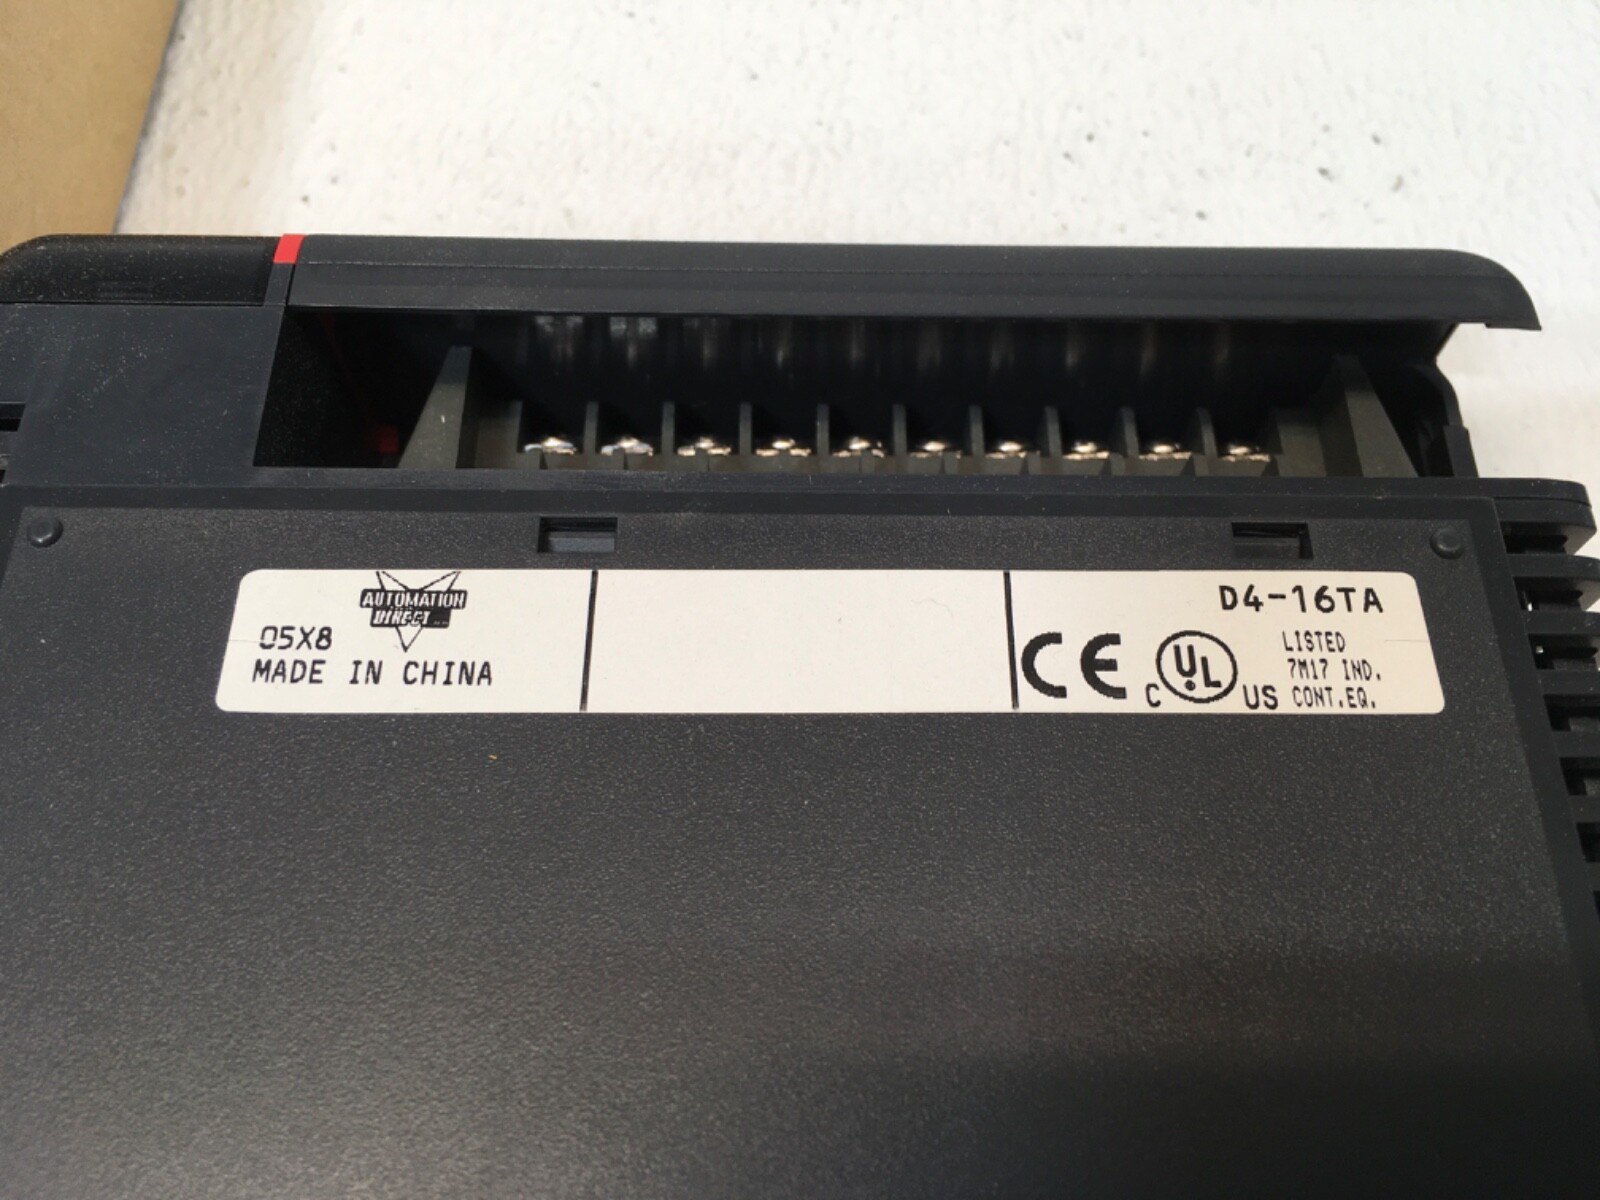 AUTOMATION
DIRECT
05X8
MADE IN CHINA
D4-16TA
CE
C UL US
LISTED
7M17 IND.
CONT.EQ.